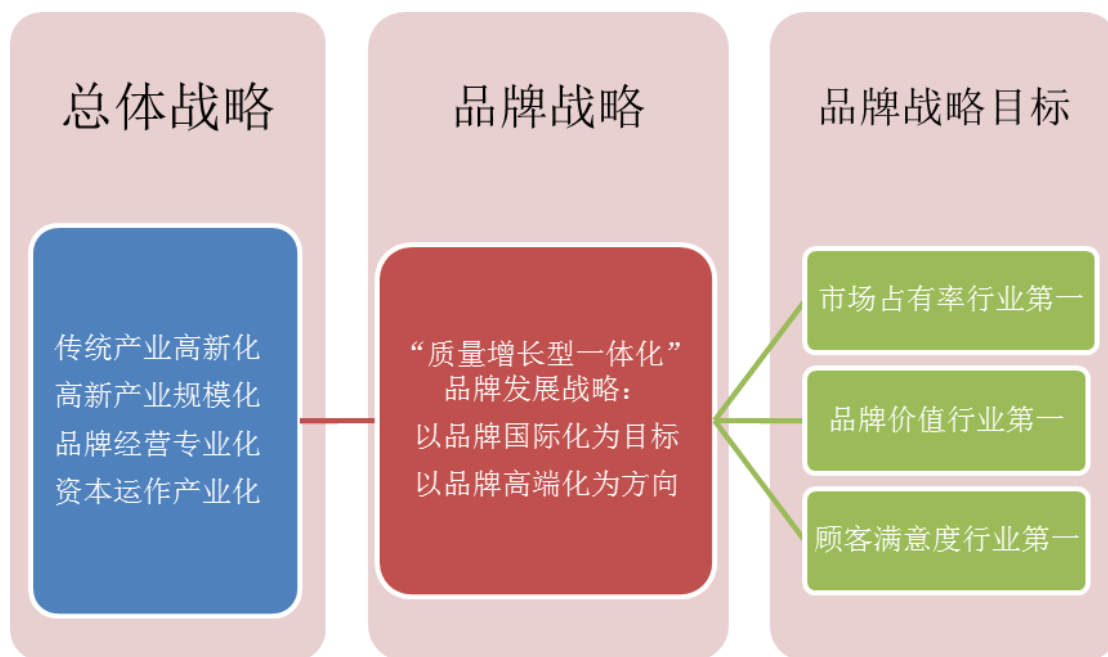 总体战略
传统产业高新化
高新产业规模化
品牌经营专业化
资本运作产业化
品牌战略
“质量增长型一体化”
品牌发展战略：
以品牌国际化为目标
以品牌高端化为方向
品牌战略目标
市场占有率行业第一
品牌价值行业第一
顾客满意度行业第一